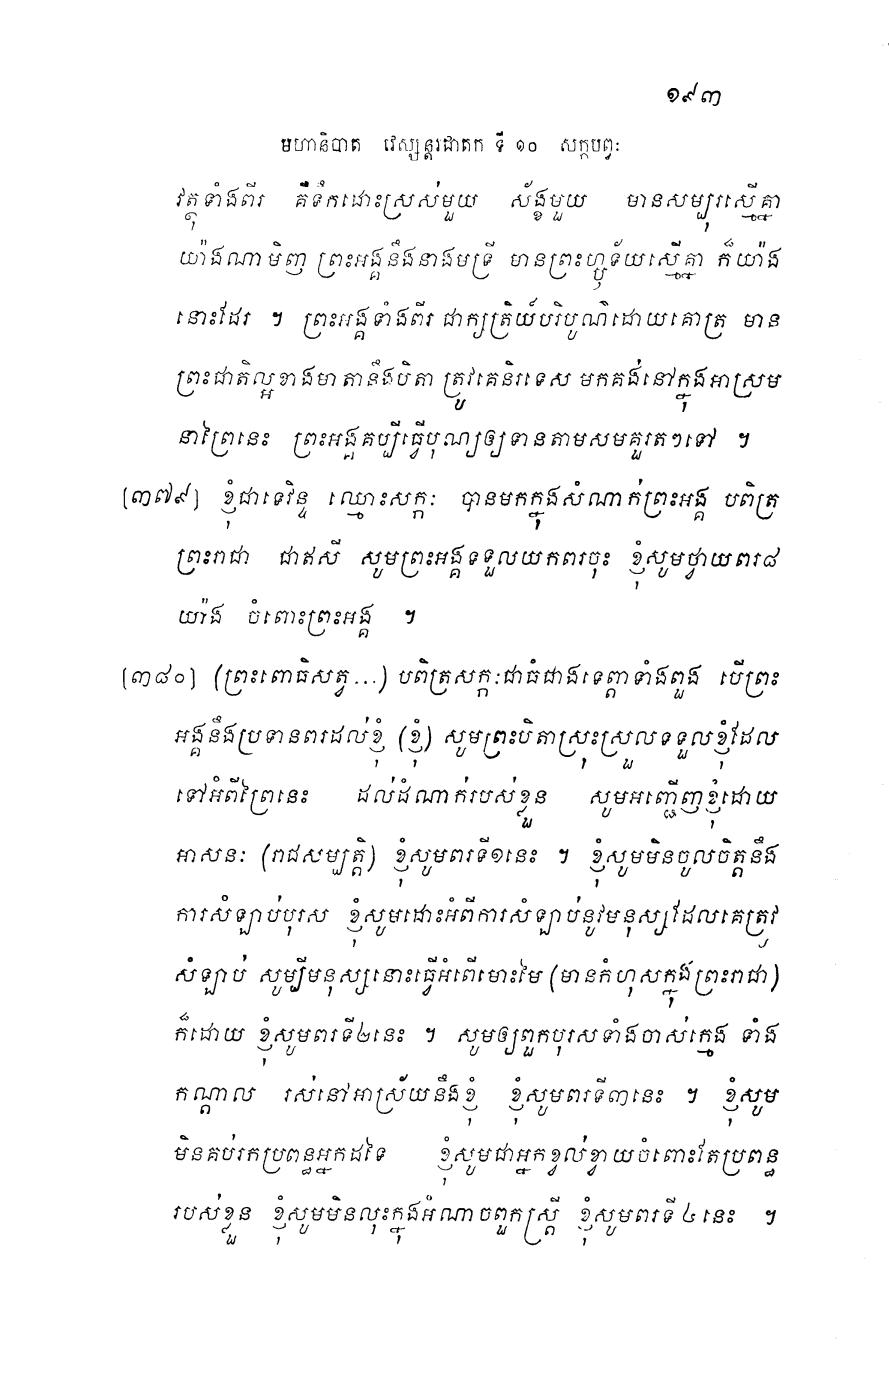 ១៩៣
មហានិបាត វេស្សន្តរជាតក ទី ១០ សក្កបព្វៈ
វត្ថុទាំងពីរ គឺទឹកដោះស្រស់មួយ ស័ង្ខមួយ មានសម្បុរស្មើគ្នា
យ៉ាងណាមិញ ព្រះអង្គនឹងនាងមទ្រី មានព្រះហ្ឫទ័យស្មើគ្នា ក៏យ៉ាង
នោះដែរ ។ ព្រះអង្គទាំងពីរ ជាក្សត្រិយ៍បរិបូណ៌ដោយគោត្រ មាន
ព្រះជាតិល្អខាងមាតានឹងបិតា ត្រូវគេនិរទេស មកគង់នៅក្នុងអាស្រម
នាព្រៃនេះ ព្រះអង្គគប្បីធ្វើបុណ្យឲ្យទានតាមសមគួរតៗទៅ ។
[៣៧៩] ខ្ញុំជាទេវិន្ទ ឈ្មោះសក្កៈ បានមកក្នុងសំណាក់ព្រះអង្គ បពិត្រ
ព្រះរាជា ជាឥសី សូមព្រះអង្គទទួលយកពរចុះ ខ្ញុំសូមថ្វាយពរ៨
យ៉ាង ចំពោះព្រះអង្គ ។
[៣៨០] (ព្រះពោធិសត្វ ...) បពិត្រសក្កៈជាធំជាងទេព្តាទាំងពួង បើព្រះ
អង្គនឹងប្រទានពរដល់ខ្ញុំ (ខ្ញុំ) សូមព្រះបិតាស្រុះស្រួលទទួលខ្ញុំដែល
ទៅអំពីព្រៃនេះ ដល់ដំណាក់របស់ខ្លួន សូមអញ្ជើញខ្ញុំដោយ
អាសនៈ (រាជសម្បត្តិ) ខ្ញុំសូមពរទី១នេះ ។ ខ្ញុំសូមមិនចូលចិត្តនឹង
ការសំឡាប់បុរស ខ្ញុំសូមដោះអំពីការសំឡាប់នូវមនុស្សដែលគេត្រូវ
សំឡាប់ សូម្បីមនុស្សនោះធ្វើអំពើមោះមៃ (មានកំហុសក្នុងព្រះរាជា)
ក៏ដោយ ខ្ញុំសូមពរទី២នេះ ។ សូមឲ្យពួកបុរសទាំងចាស់ក្មេង ទាំង
កណ្តាល រស់នៅអាស្រ័យនឹងខ្ញុំ ខ្ញុំសូមពរទី៣នេះ ។ ខ្ញុំសូម
មិនគប់រកប្រពន្ធអ្នកដទៃ ខ្ញុំសូមជាអ្នកខ្វល់ខ្វាយចំពោះតែប្រពន្ធ
របស់ខ្លួន ខ្ញុំសូមមិនលុះក្នុងអំណាចពួកស្ត្រី ខ្ញុំសូមពរទី ៤ នេះ ។